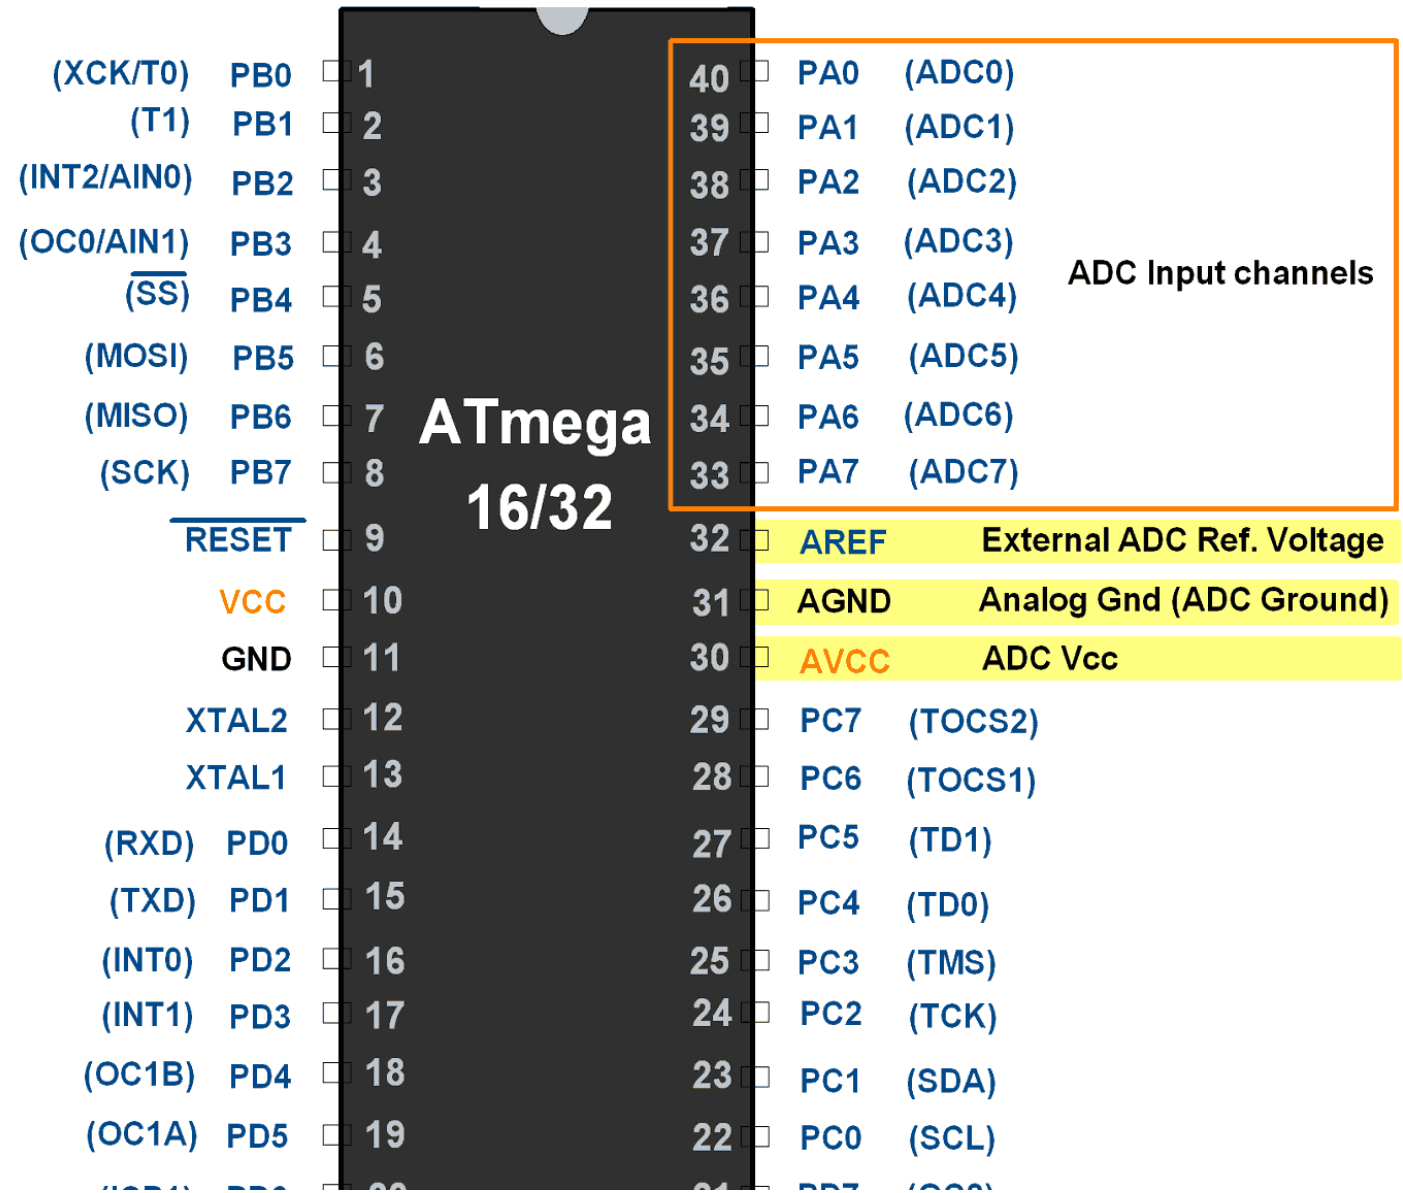 (XCK/T0) PB0 1 40 PA0 (ADC0)
(T1) PB1 2 39 PA1 (ADC1)
(INT2/AIN0) PB2 3 38 PA2 (ADC2)
(OC0/AIN1) PB3 4 37 PA3 (ADC3)
ADC Input channels
(SS) PB4 5 36 PA4 (ADC4)
(MOSI) PB5 6 35 PA5 (ADC5)
(MISO) PB6 7 ATmega 34 PA6 (ADC6)
(SCK) PB7 8 33 PA7 (ADC7)
16/32
RESET 9 32 AREF External ADC Ref. Voltage
VCC 10 31 AGND Analog Gnd (ADC Ground)
GND 11 30 AVCC ADC Vcc
XTAL2 12 29 PC7 (TOCS2)
XTAL1 13 28 PC6 (TOCS1)
(RXD) PD0 14 27 PC5 (TD1)
(TXD) PD1 15 26 PC4 (TD0)
(INT0) PD2 16 25 PC3 (TMS)
(INT1) PD3 17 24 PC2 (TCK)
(OC1B) PD4 18 23 PC1 (SDA)
(OC1A) PD5 19 22 PC0 (SCL)